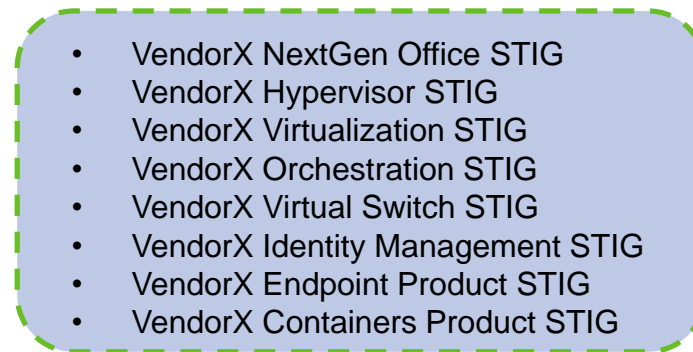 • VendorX NextGen Office STIG
• VendorX Hypervisor STIG
• VendorX Virtualization STIG
• VendorX Orchestration STIG
• VendorX Virtual Switch STIG
• VendorX Identity Management STIG
• VendorX Endpoint Product STIG
• VendorX Containers Product STIG